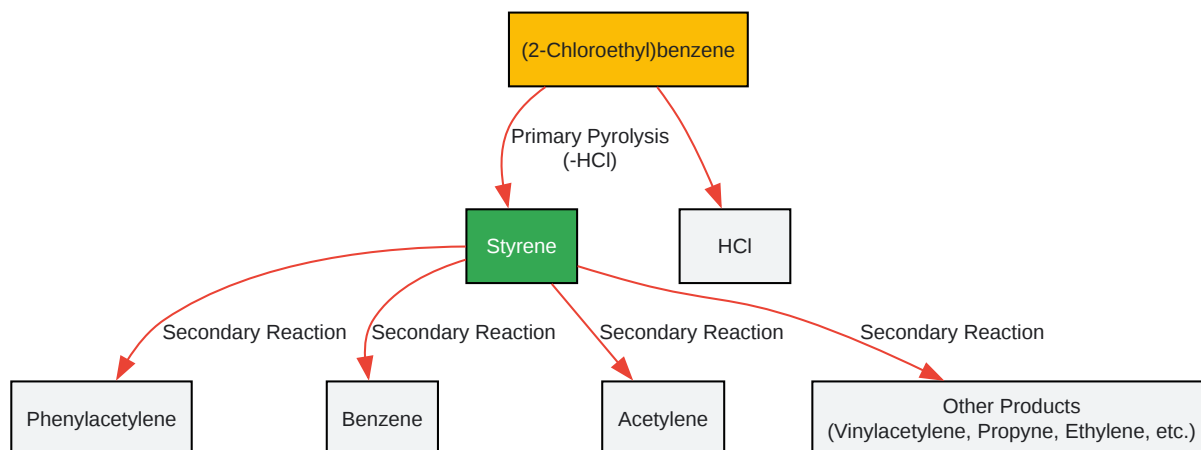 (2-Chloroethyl)benzene
Primary Pyrolysis
(-HCl)
Styrene
HCl
Secondary Reaction
Secondary Reaction
Secondary Reaction
Secondary Reaction
Phenylacetylene
Benzene
Acetylene
Other Products
(Vinylacetylene, Propyne, Ethylene, etc.)